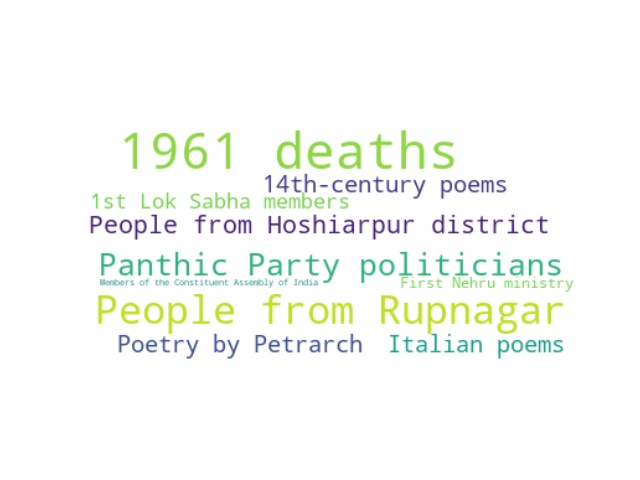 1961 deaths
14th-century poems
1st Lok Sabha members
People from Hoshiarpur district
Panthic Party politicians
Members of the Constituent Assembly of India
First Nehru ministry
People from Rupnagar
Poetry by Petrarch
Italian poems